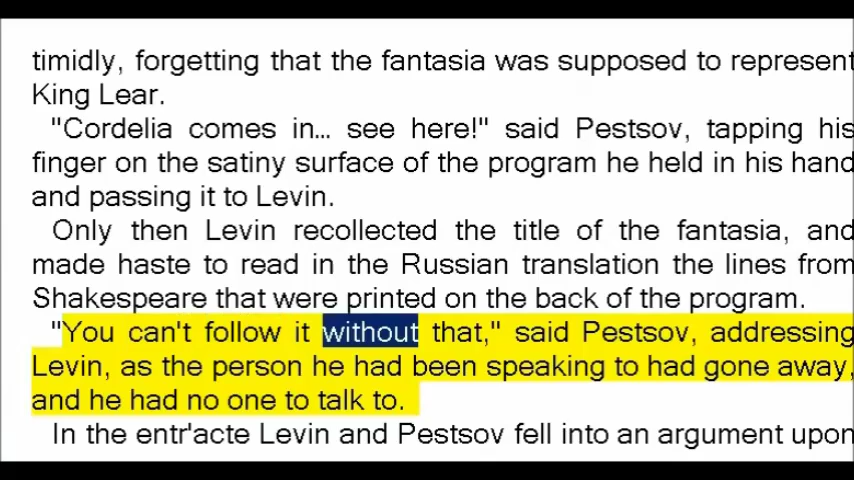 timidly, forgetting that the fantasia was supposed to represent
King Lear.
"Cordelia comes in... see here!" said Pestsov, tapping his
finger on the satiny surface of the program he held in his hand
and passing it to Levin.
Only then Levin recollected the title of the fantasia, and
made haste to read in the Russian translation the lines from
Shakespeare that were printed on the back of the program.
"You can't follow it without that," said Pestsov, addressing
Levin, as the person he had been speaking to had gone away,
and he had no one to talk to.
In the entr'acte Levin and Pestsov fell into an argument upon